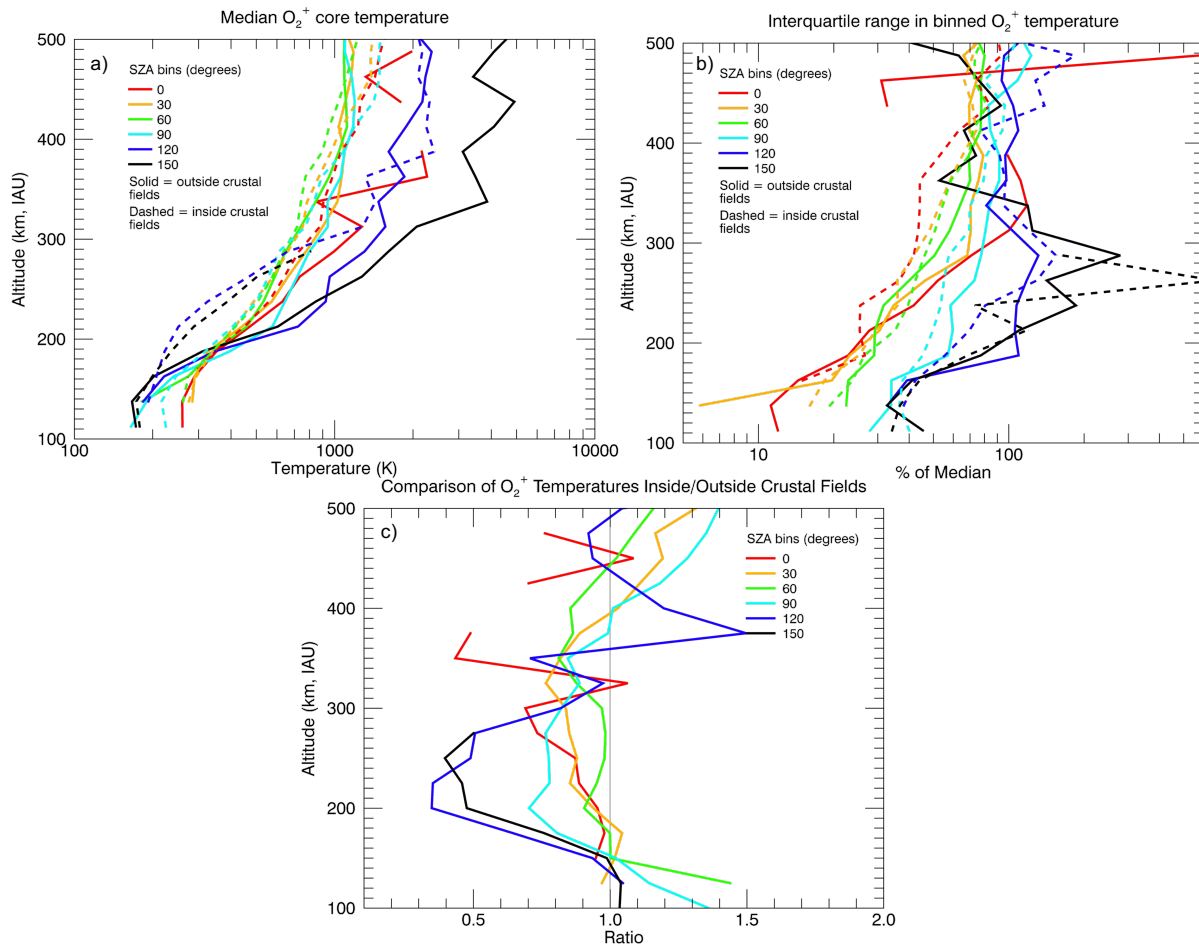 Median O₂⁺ core temperature
a)
SZA bins (degrees)
0
30
60
90
120
150
Solid = outside crustal
fields
Dashed = inside crustal
fields
500
400
300
200
100
Altitude (km, IAU)
100
1000
10000
Temperature (K)
Interquartile range in binned O₂⁺ temperature
b)
SZA bins (degrees)
0
30
60
90
120
150
Solid = outside crustal
fields
Dashed = inside crustal
fields
500
400
300
200
100
Altitude (km, IAU)
10
100
% of Median
Comparison of O₂⁺ Temperatures Inside/Outside Crustal Fields
c)
SZA bins (degrees)
0
30
60
90
120
150
500
400
300
200
100
Altitude (km, IAU)
0.5
1.0
1.5
2.0
Ratio